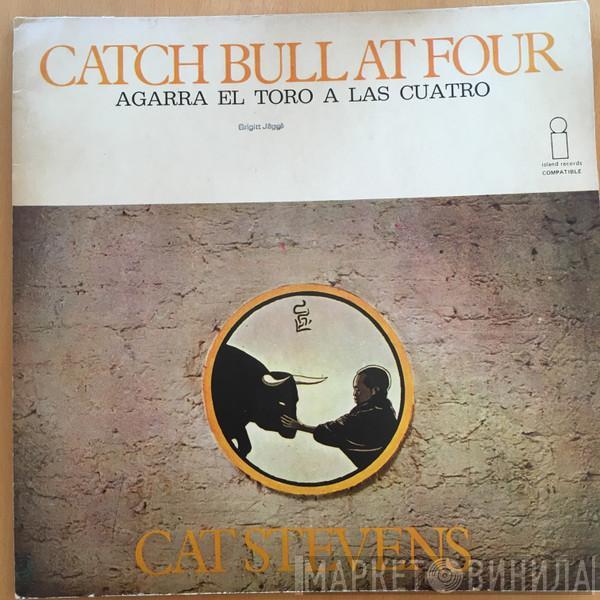 CATCH BULL AT FOUR
AGARRA EL TORO A LAS CUATRO
Brigitt Jäggi
island records
COMPATIBLE
CAT STEVENS
МАРКЕТ ВИНИЛА